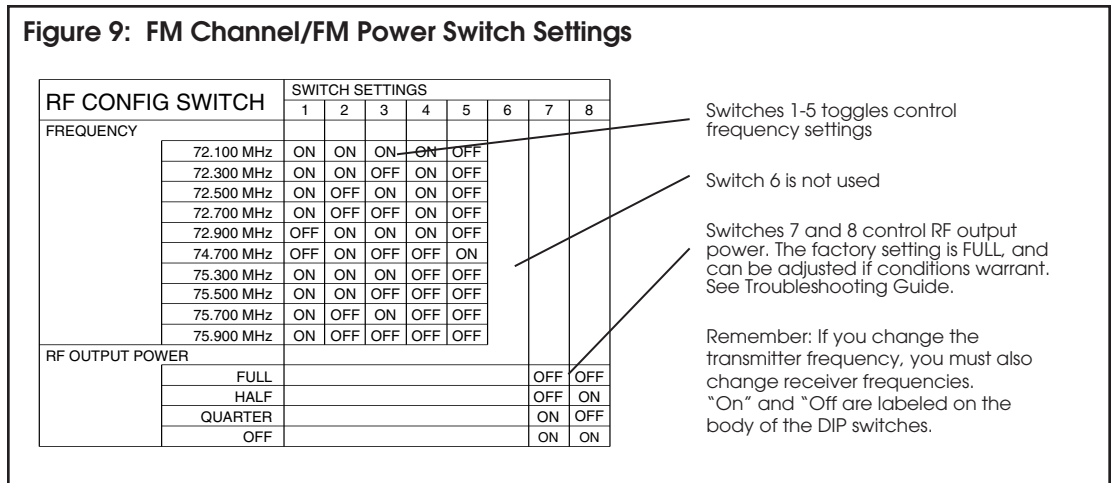 Figure 9: FM Channel/FM Power Switch Settings
RF CONFIG SWITCH
SWITCH SETTINGS
1 2 3 4 5 6 7 8
FREQUENCY
72.100 MHz ON ON ON ON OFF
72.300 MHz ON ON OFF ON OFF
72.500 MHz ON OFF ON ON OFF
72.700 MHz ON OFF OFF ON OFF
72.900 MHz OFF ON ON ON OFF
74.700 MHz OFF ON OFF OFF ON
75.300 MHz ON ON ON OFF OFF
75.500 MHz ON ON OFF OFF OFF
75.700 MHz ON OFF ON OFF OFF
75.900 MHz ON OFF OFF OFF OFF
RF OUTPUT POWER
FULL OFF OFF
HALF OFF ON
QUARTER ON OFF
OFF ON ON
Switches 1-5 toggles control
frequency settings
Switch 6 is not used
Switches 7 and 8 control RF output
power. The factory setting is FULL, and
can be adjusted if conditions warrant.
See Troubleshooting Guide.
Remember: If you change the
transmitter frequency, you must also
change receiver frequencies.
"On" and "Off are labeled on the
body of the DIP switches.